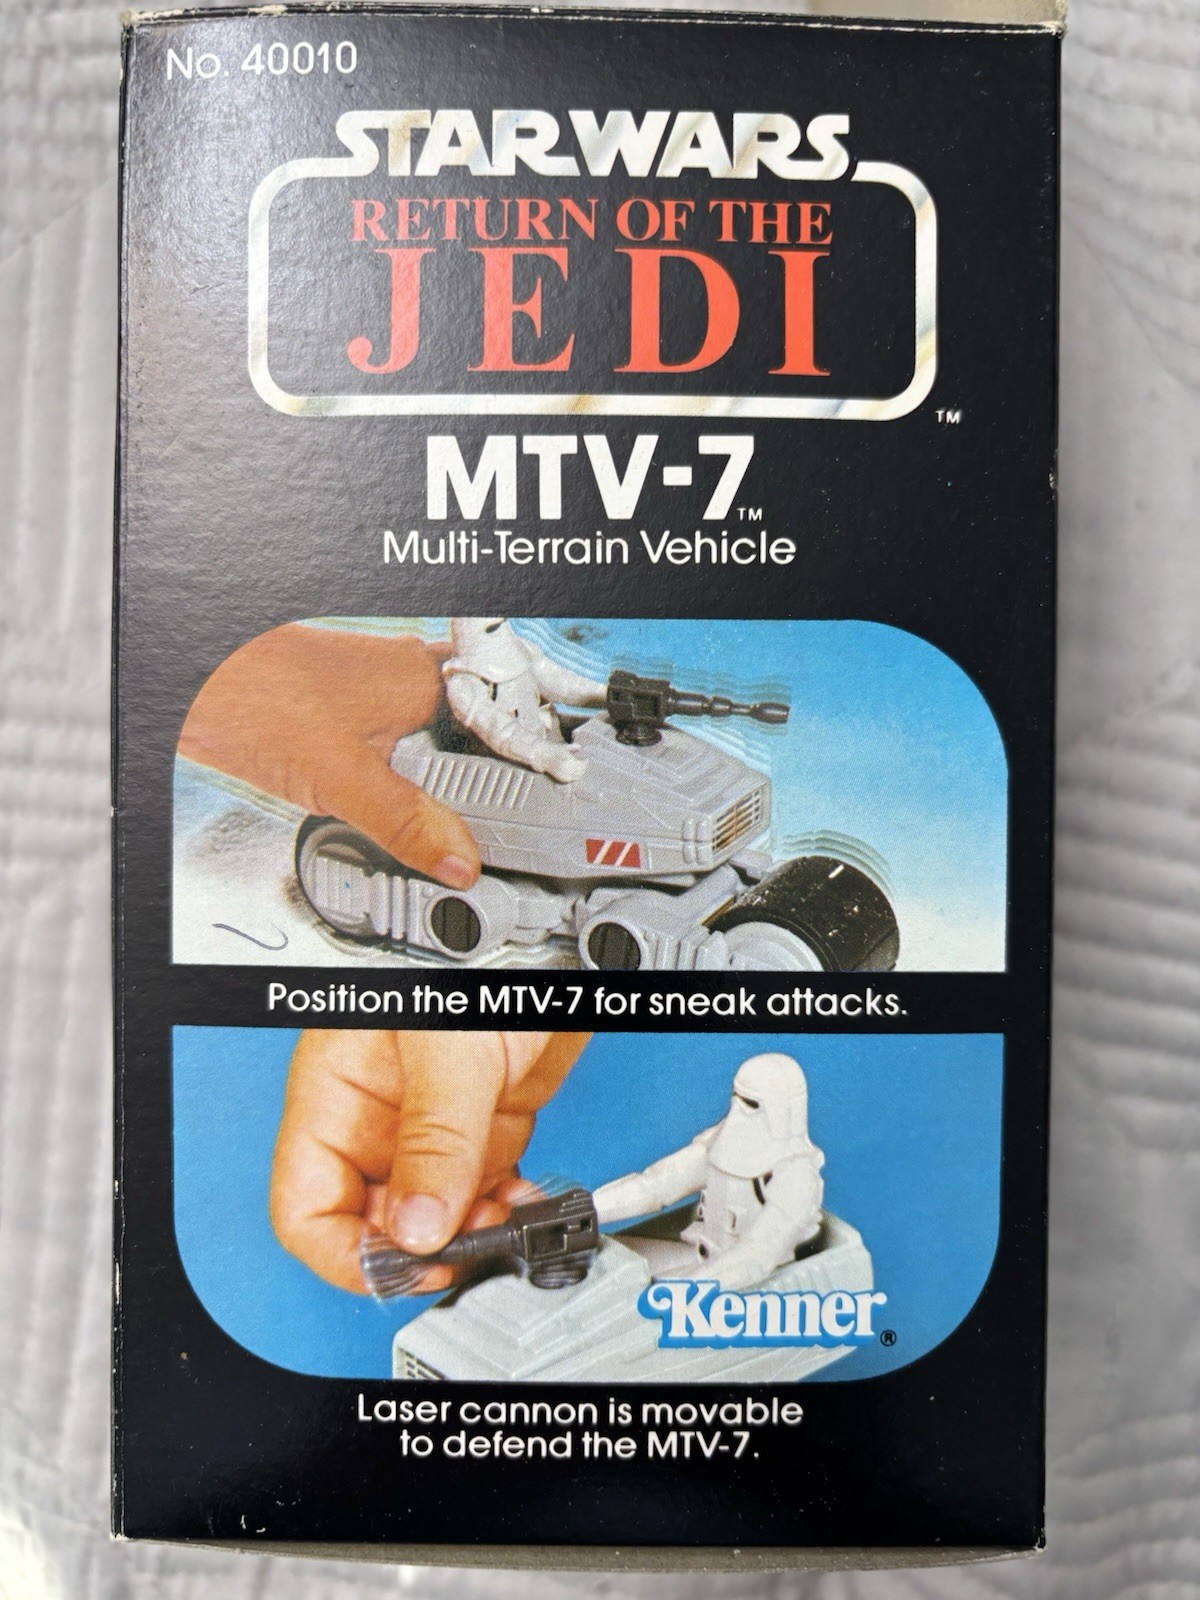 No. 40010
STAR WARS
RETURN OF THE
JEDI
TM
MTV-7
TM
Multi-Terrain Vehicle
Position the MTV-7 for sneak attacks.
Kenner®
Laser cannon is movable
to defend the MTV-7.